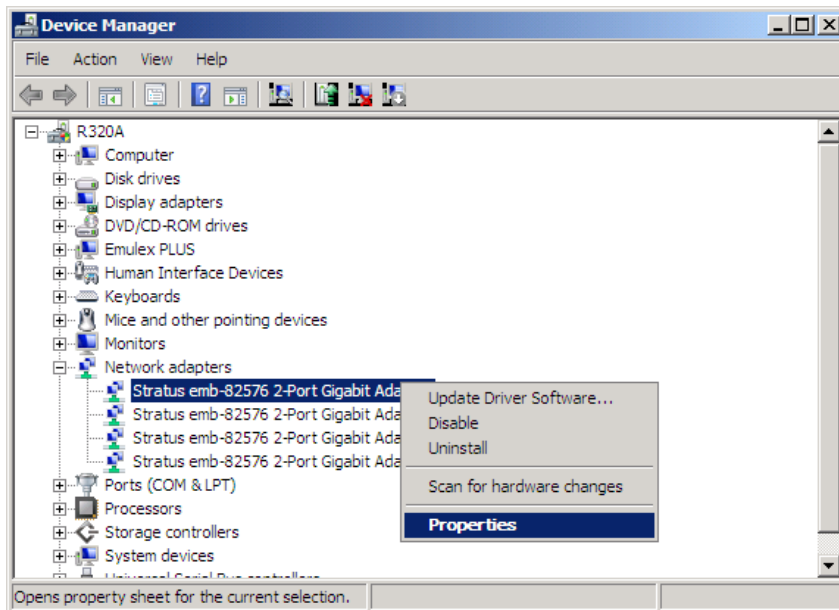 Device Manager
File Action View Help
R320A
Computer
Disk drives
Display adapters
DVD/CD-ROM drives
Emulex PLUS
Human Interface Devices
Keyboards
Mice and other pointing devices
Monitors
Network adapters
Stratus emb-82576 2-Port Gigabit Ada
Stratus emb-82576 2-Port Gigabit Ada
Stratus emb-82576 2-Port Gigabit Ada
Stratus emb-82576 2-Port Gigabit Ada
Ports (COM & LPT)
Processors
Storage controllers
System devices
Universal Serial Bus controllers
Update Driver Software...
Disable
Uninstall
Scan for hardware changes
Properties
Opens property sheet for the current selection.